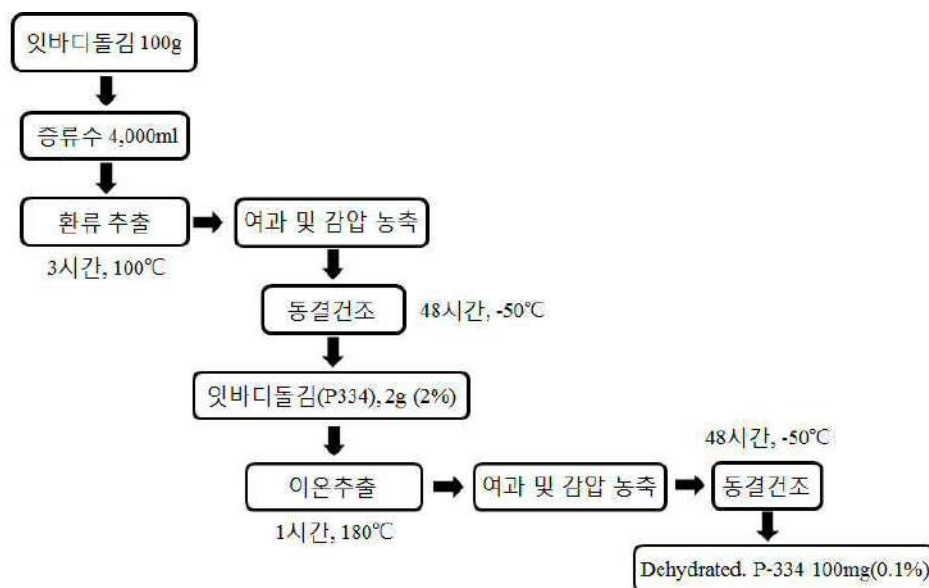 잇바디돌김 100g
증류수 4,000ml
환류 추출
3시간, 100℃
여과 및 감압 농축
동결건조
48시간, -50℃
잇바디돌김(P334), 2g (2%)
이온추출
1시간, 180℃
여과 및 감압 농축
48시간, -50℃
동결건조
Dehydrated. P-334 100mg(0.1%)